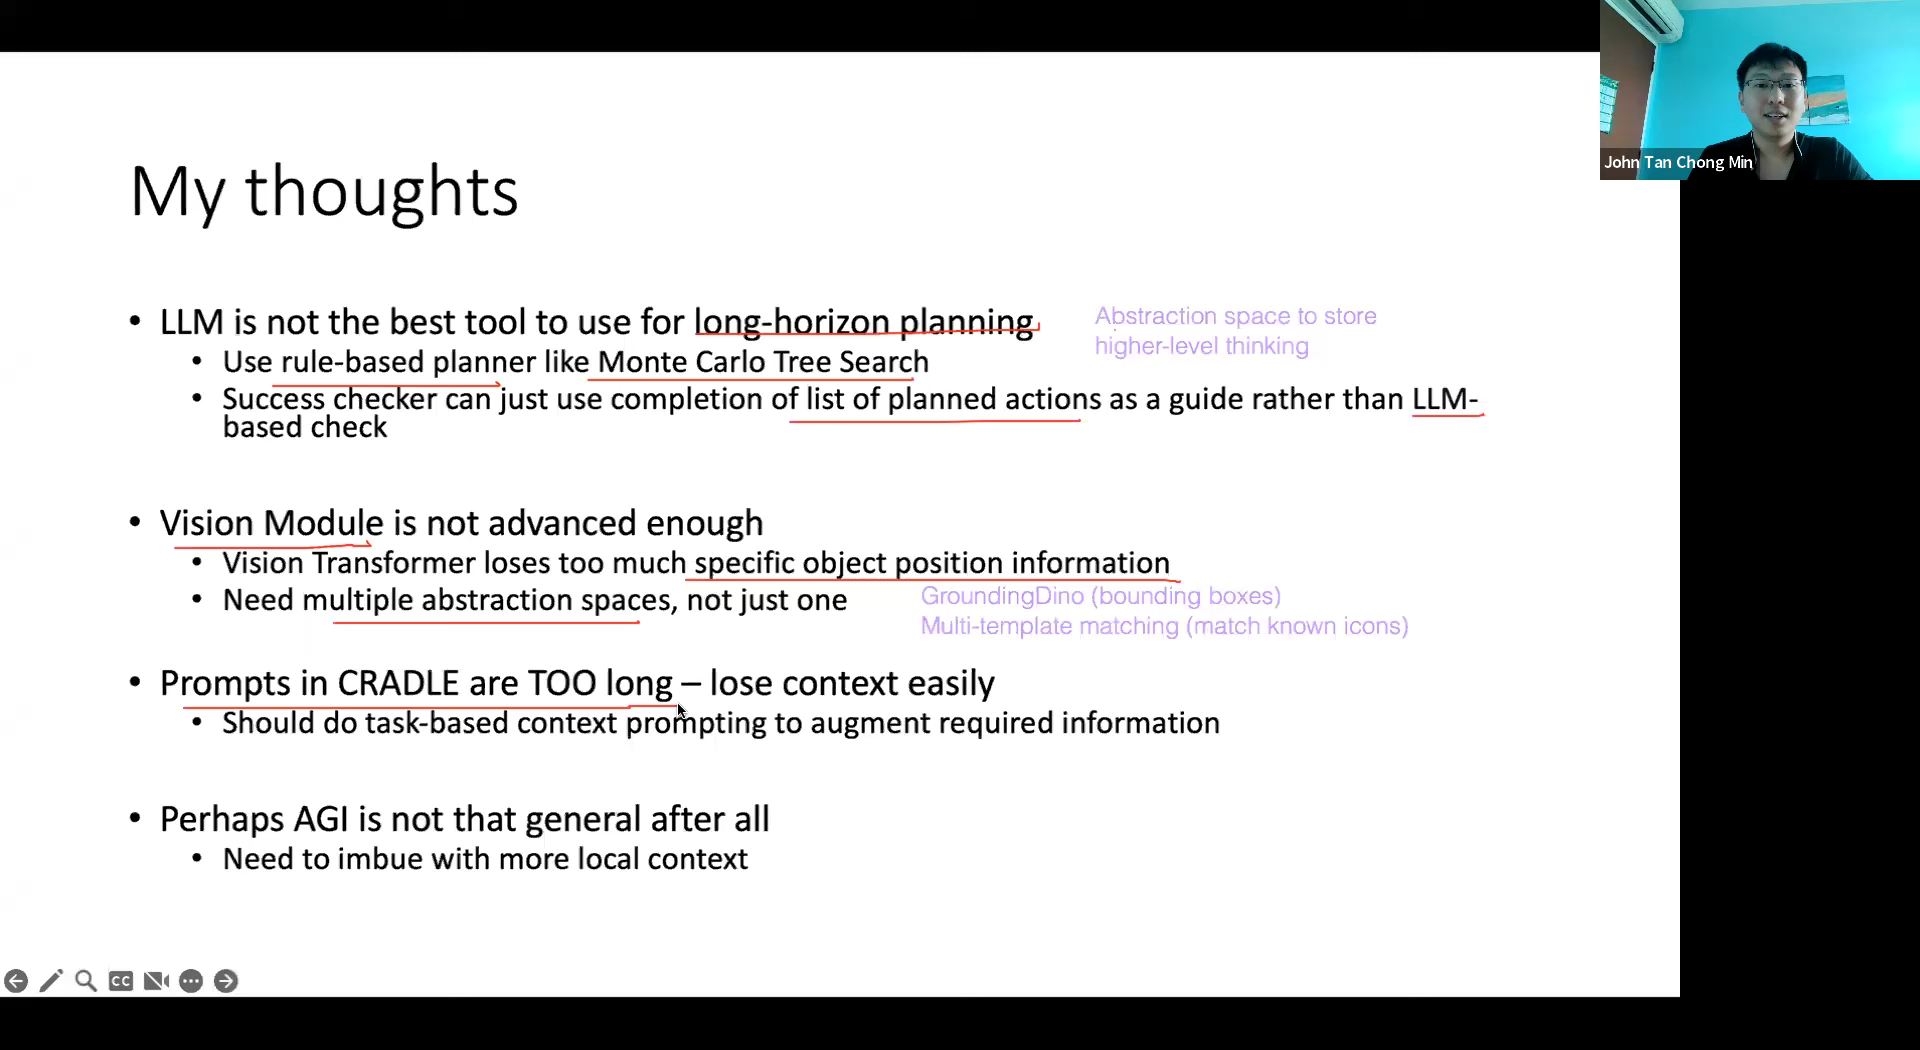 John Tan Chong Min
My thoughts
• LLM is not the best tool to use for long-horizon planning
Abstraction space to store
higher-level thinking
• Use rule-based planner like Monte Carlo Tree Search
• Success checker can just use completion of list of planned actions as a guide rather than LLM-
based check
• Vision Module is not advanced enough
• Vision Transformer loses too much specific object position information
• Need multiple abstraction spaces, not just one
GroundingDino (bounding boxes)
Multi-template matching (match known icons)
• Prompts in CRADLE are TOO long – lose context easily
• Should do task-based context prompting to augment required information
• Perhaps AGI is not that general after all
• Need to imbue with more local context
CC